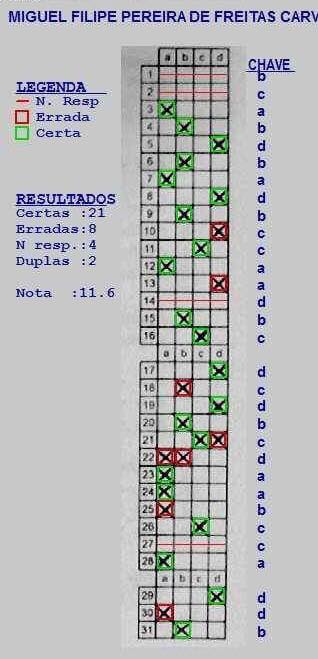 MIGUEL FILIPE PEREIRA DE FREITAS CARV
LEGENDA
N. Resp
Errada
Certa
RESULTADOS
Certas :21
Erradas:8
N resp.:4
Duplas :2
Nota :11.6
CHAVE
a b c d
1 b
2 c
3 a
4 b
5 d
6 b
7 a
8 d
9 b
10 c
11 c
12 a
13 a
14 d
15 b
16 c
a b c d
17 d
18 c
19 d
20 b
21 c
22 d
23 a
24 a
25 b
26 c
27 c
28 a
a b c d
29 d
30 d
31 b